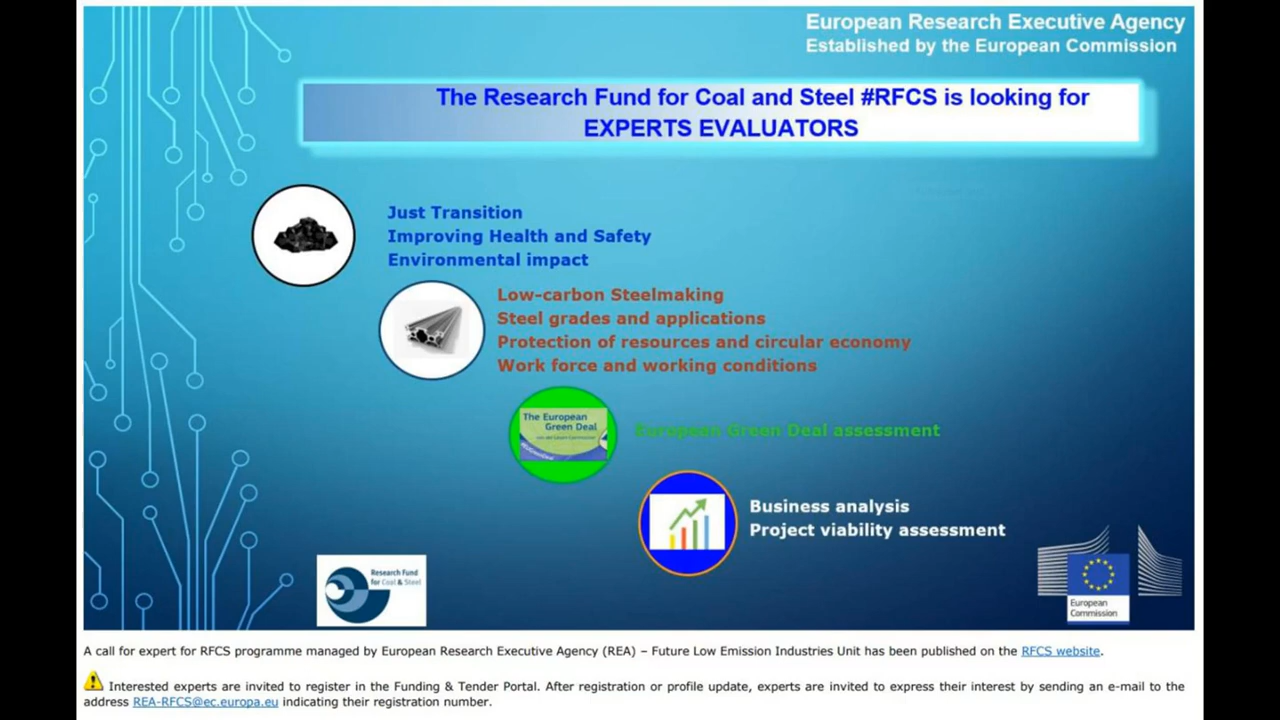 European Research Executive Agency
Established by the European Commission
The Research Fund for Coal and Steel #RFCS is looking for
EXPERTS EVALUATORS
Just Transition
Improving Health and Safety
Environmental impact
Low-carbon Steelmaking
Steel grades and applications
Protection of resources and circular economy
Work force and working conditions
The European
Green Deal
European Green Deal assessment
Business analysis
Project viability assessment
Research Fund
for Coal & Steel
European
Commission
A call for expert for RFCS programme managed by European Research Executive Agency (REA) – Future Low Emission Industries Unit has been published on the RFCS website.
Interested experts are invited to register in the Funding & Tender Portal. After registration or profile update, experts are invited to express their interest by sending an e-mail to the
address REA-RFCS@ec.europa.eu indicating their registration number.